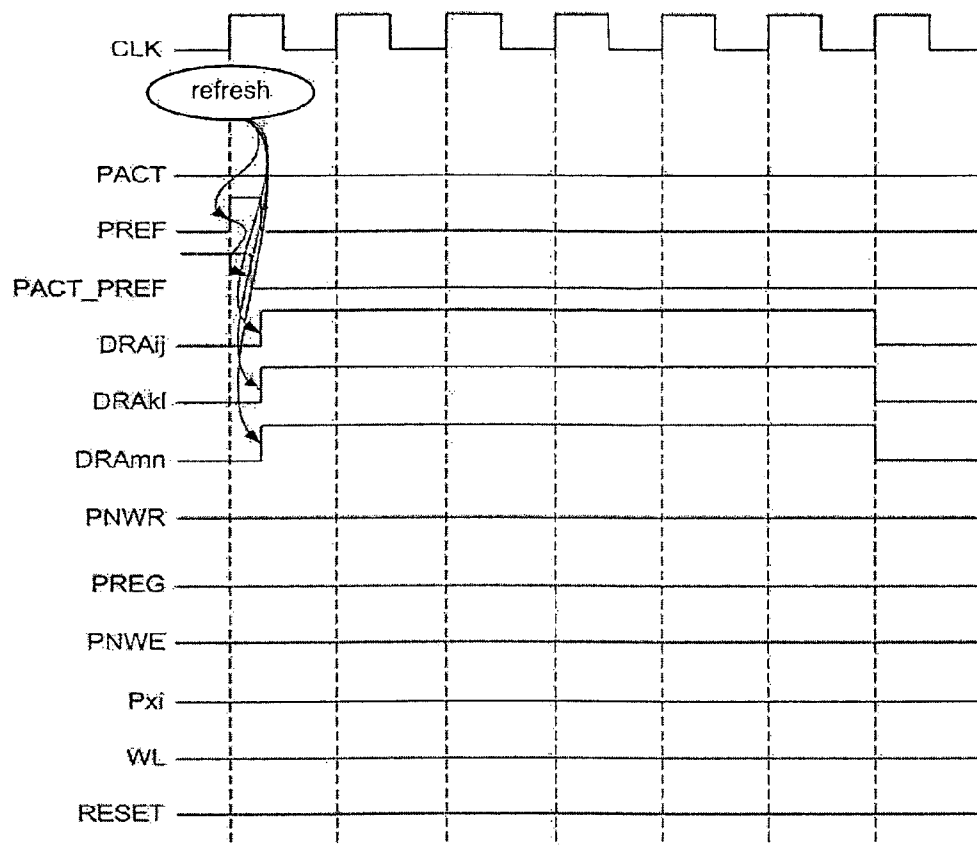 CLK
refresh
PACT
PREF
PACT_PREF
DRAij
DRAkl
DRAmn
PNWR
PREG
PNWE
Pxi
WL
RESET